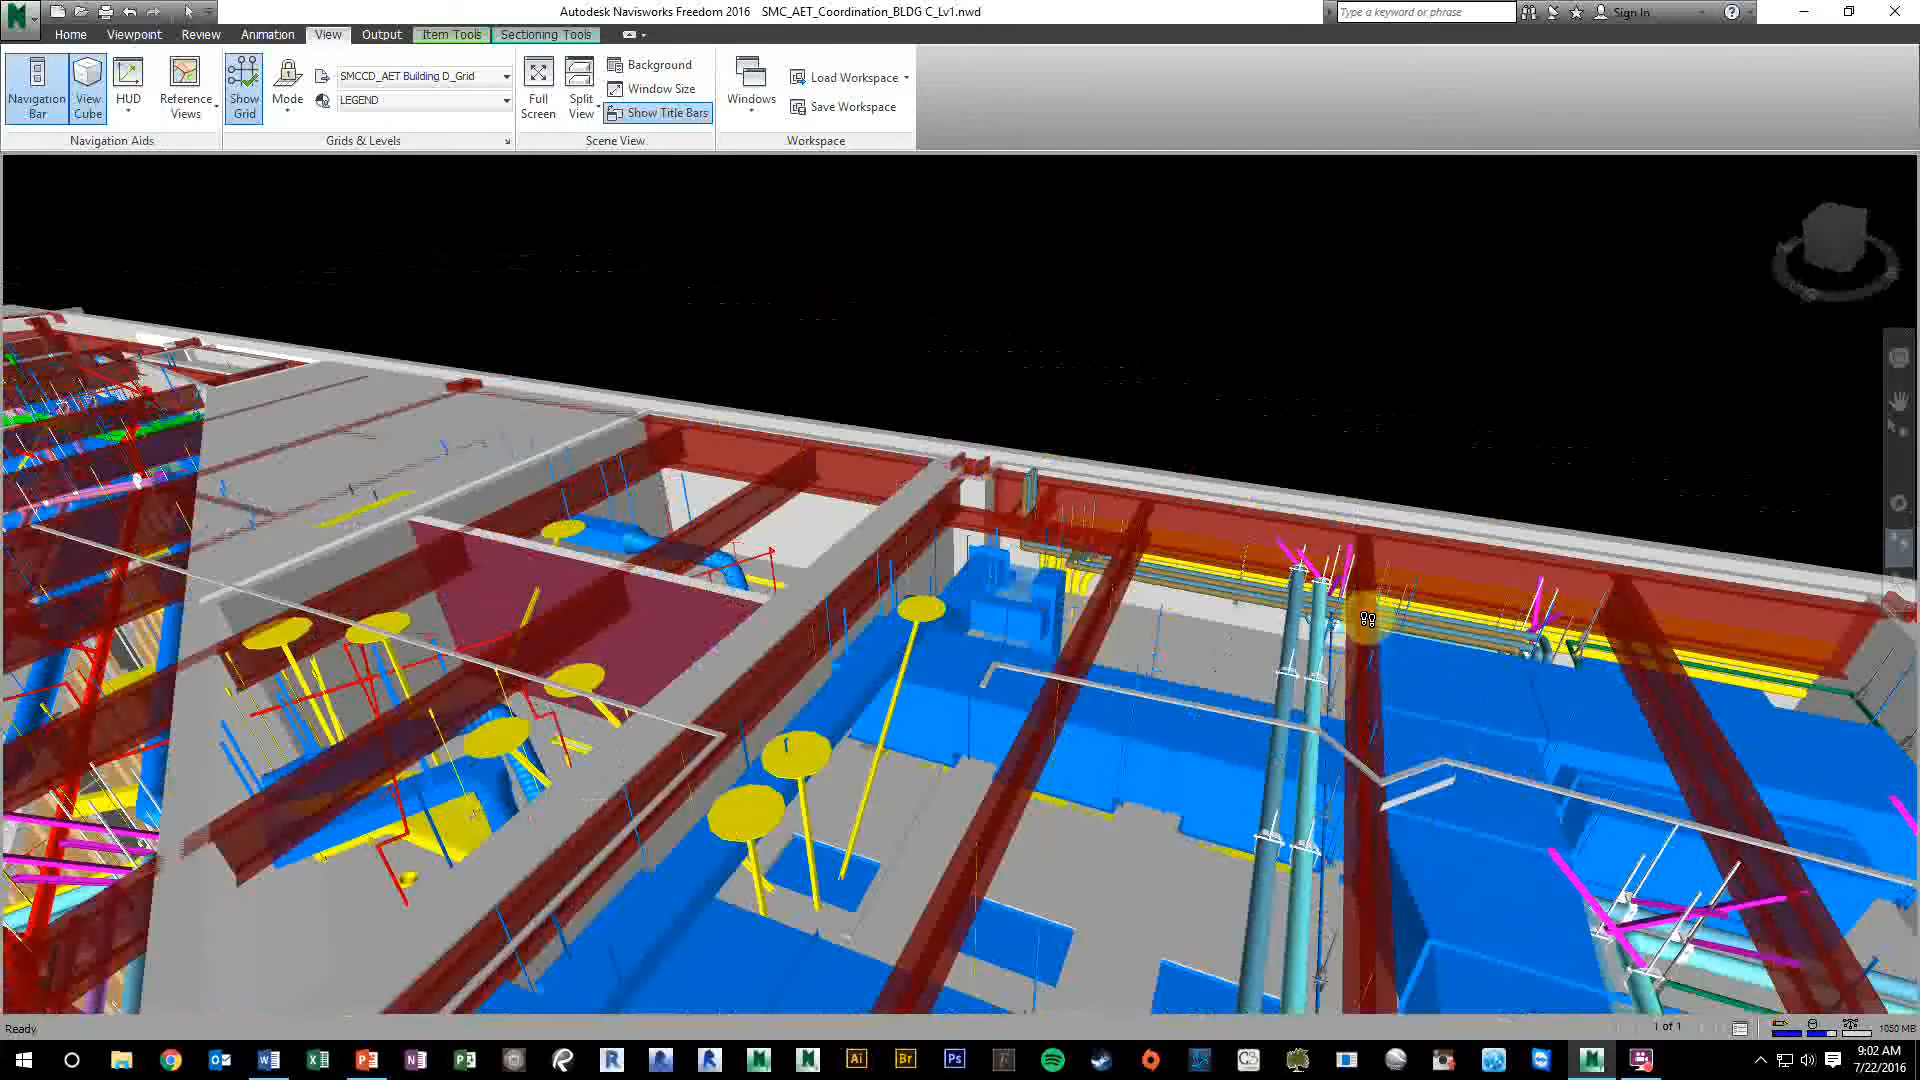 Autodesk Navisworks Freedom 2016 SMC_AET_Coordination_BLDG C_Lv1.nwd
Type a keyword or phrase
Sign In
Home Viewpoint Review Animation View Output Item Tools Sectioning Tools
Navigation Bar
View Cube
HUD
Reference Views
Show Grid
Mode
SMCCD_AET Building D_Grid
LEGEND
Full Screen
Split View
Background
Window Size
Show Title Bars
Windows
Load Workspace
Save Workspace
Navigation Aids
Grids & Levels
Scene View
Workspace
Ready
1 of 1
1050 MB
Ai
Br
Ps
9:02 AM
7/22/2016